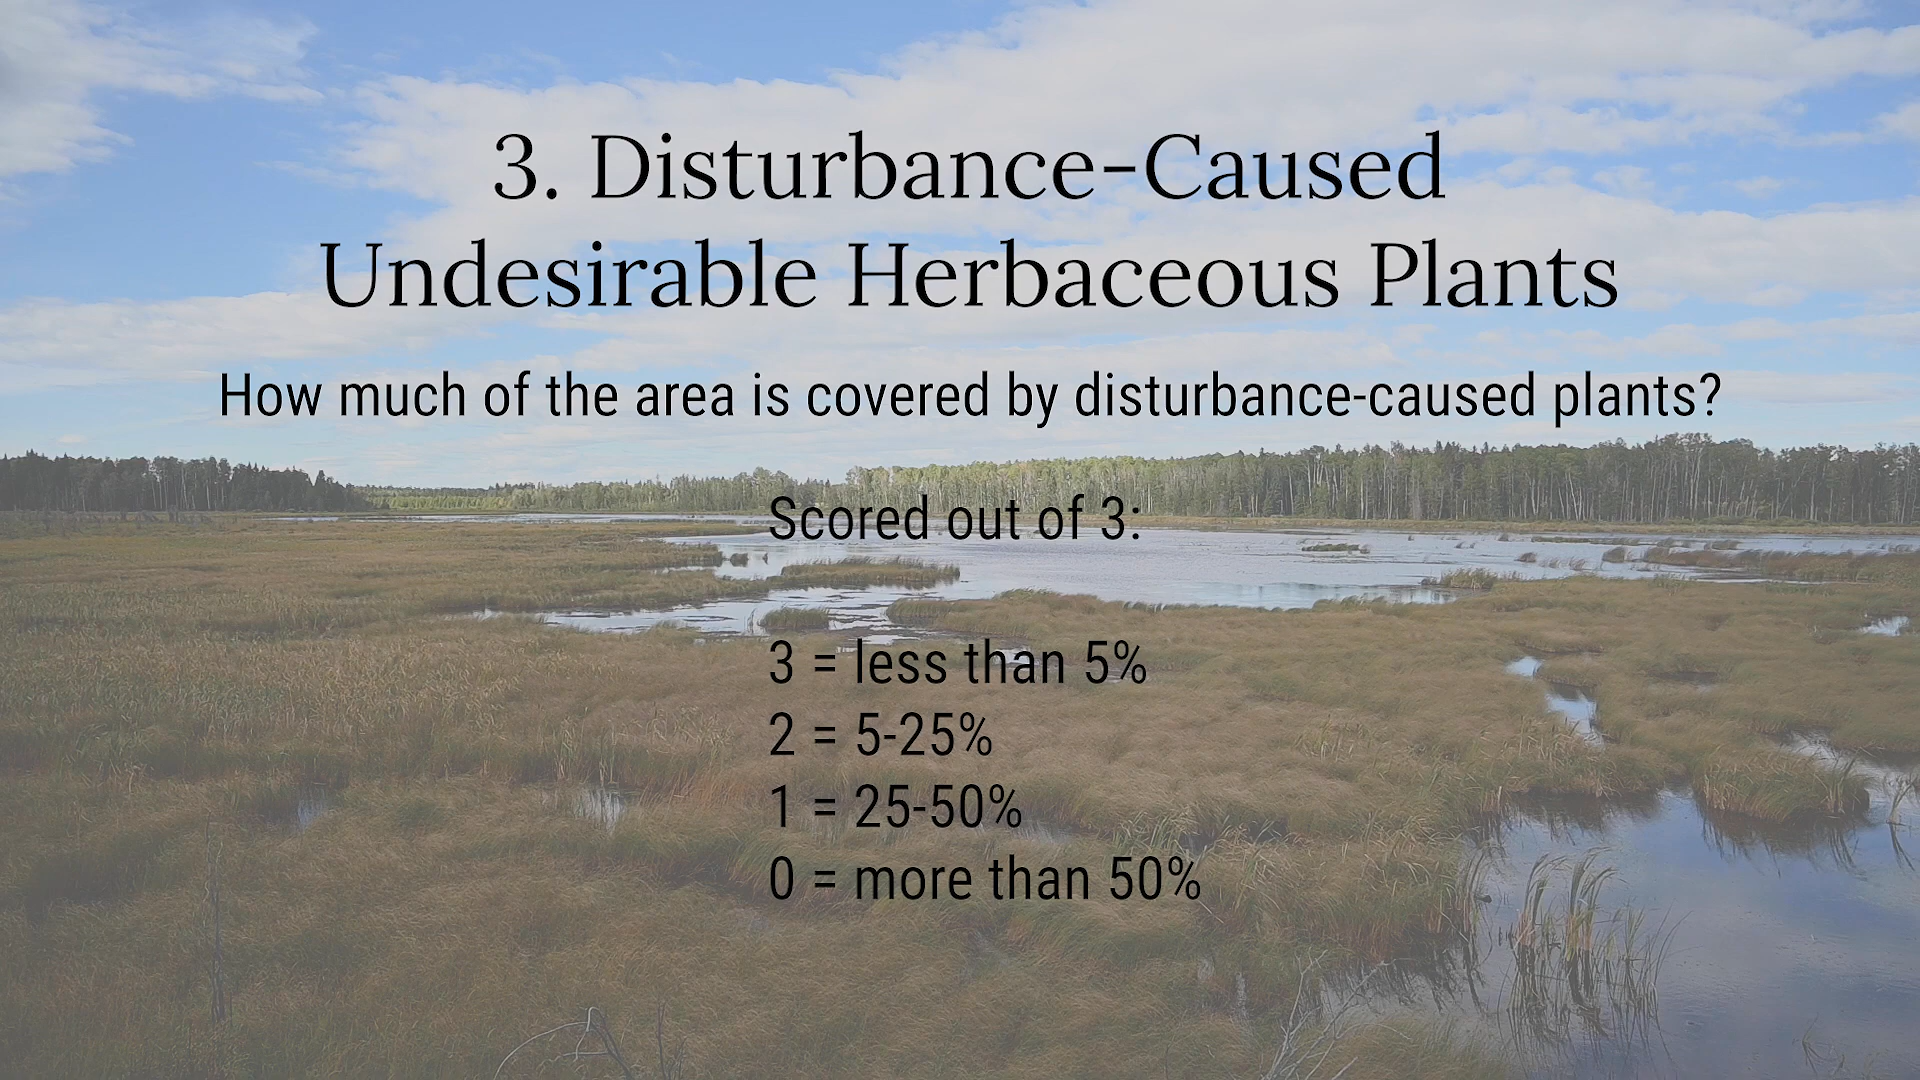 3. Disturbance-Caused
Undesirable Herbaceous Plants
How much of the area is covered by disturbance-caused plants?
Scored out of 3:
3 = less than 5%
2 = 5-25%
1 = 25-50%
0 = more than 50%